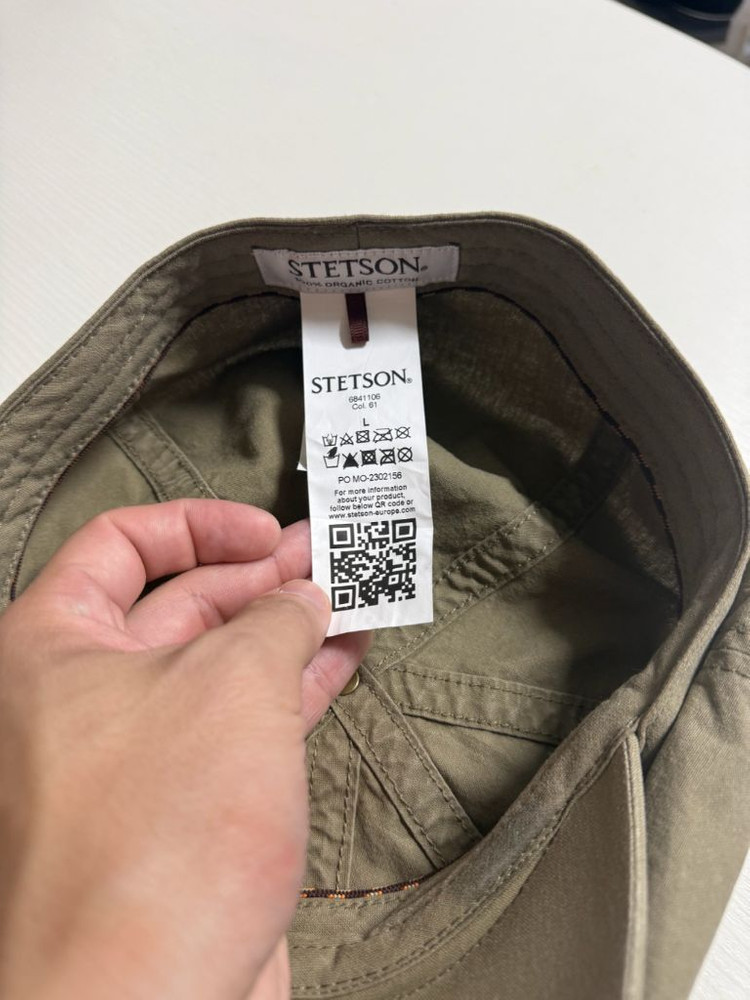 STETSON®
100% ORGANIC COTTON
STETSON®
6841106
Col. 61
L
PO MO-2302156
For more information
about your product,
follow below QR code or
www.stetson-europe.com